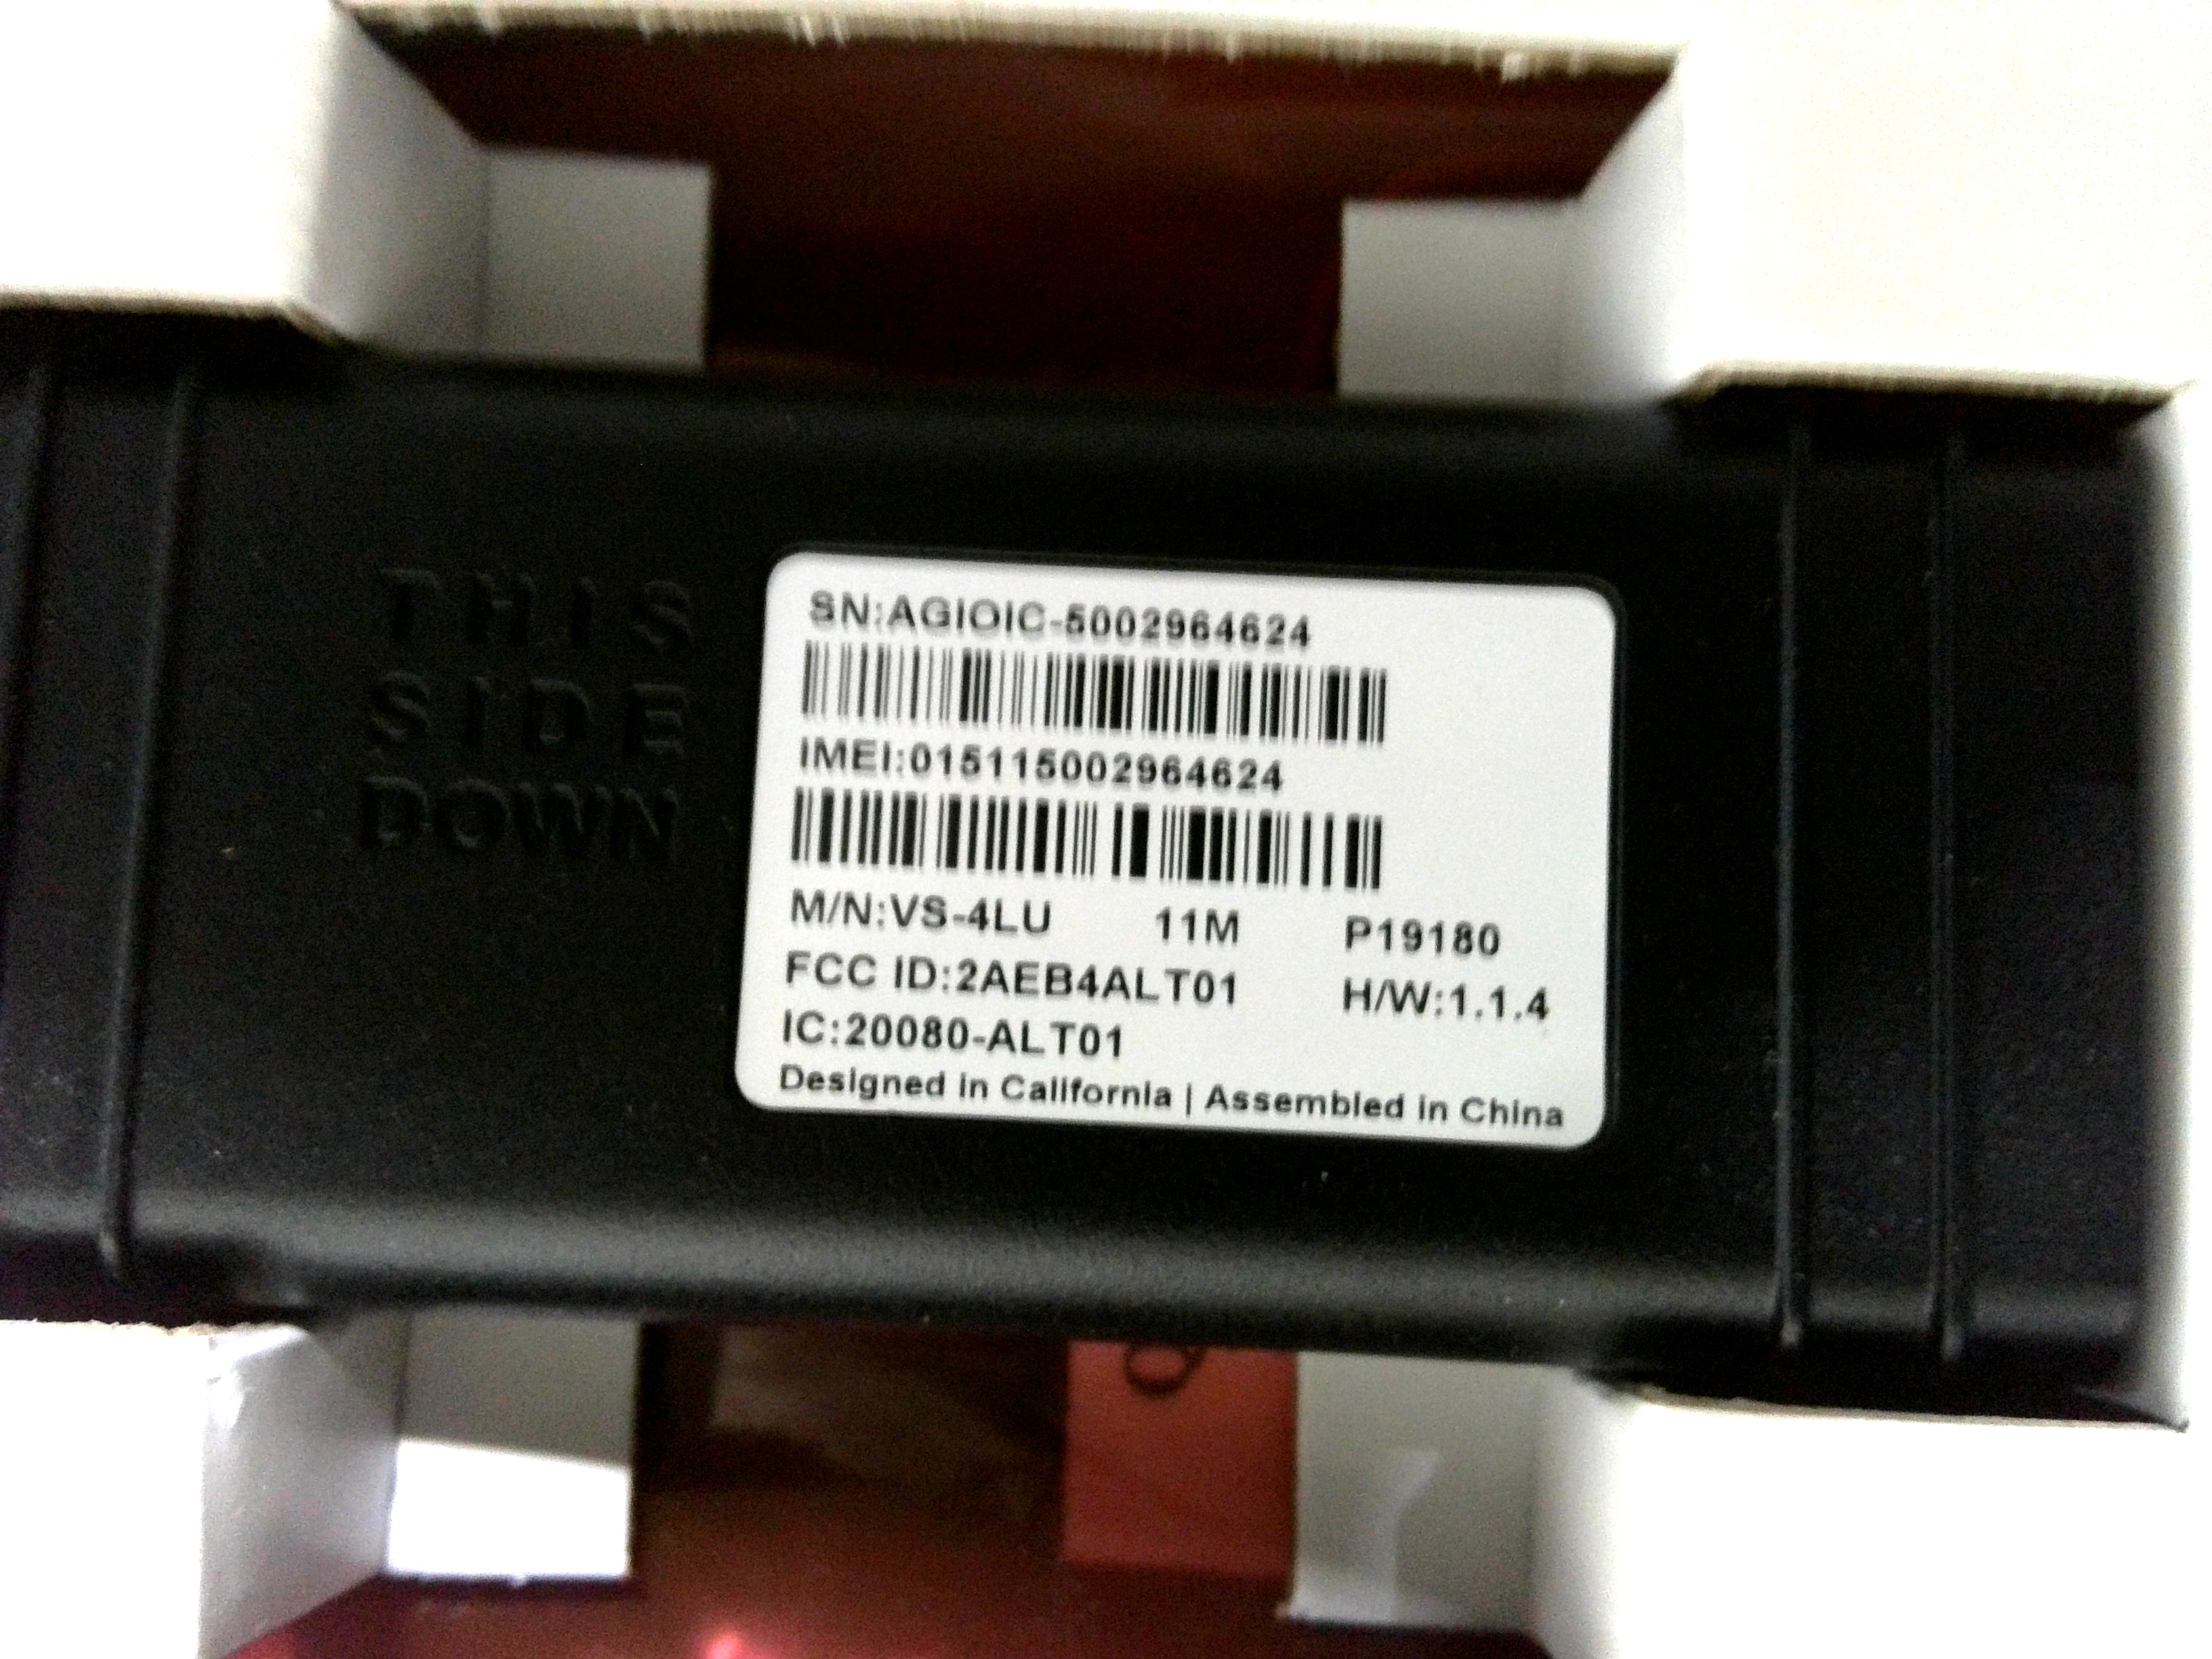 THIS
SIDE
DOWN
SN:AGIOIC-5002964624
IMEI:015115002964624
M/N:VS-4LU 11M P19180
FCC ID:2AEB4ALT01 H/W:1.1.4
IC:20080-ALT01
Designed in California | Assembled in China